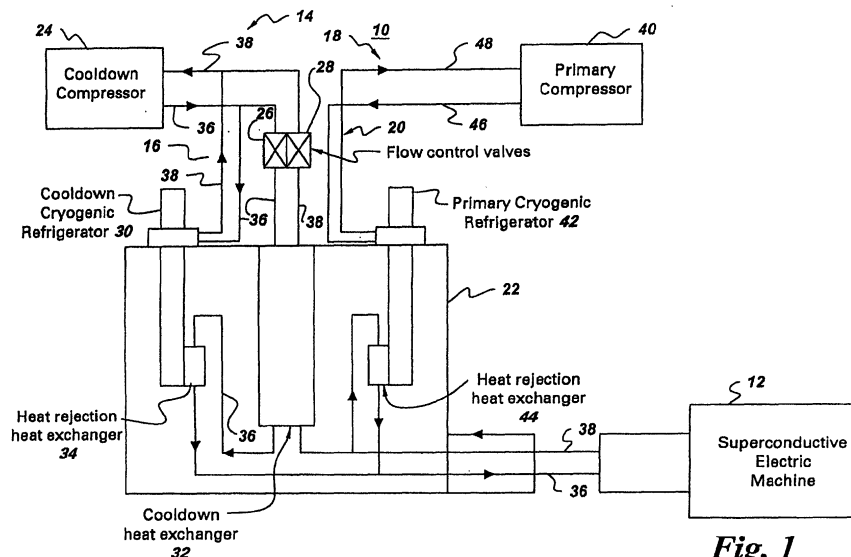 14
24
38
18
10
48
40
Cooldown
Compressor
28
Primary
Compressor
36
26
46
20
16
Flow control valves
38
Cooldown
Cryogenic
Refrigerator 30
36
38
Primary Cryogenic
Refrigerator 42
22
Heat rejection
heat exchanger
34
36
Heat rejection
heat exchanger
44
12
38
Superconductive
Electric
Machine
36
Cooldown
heat exchanger
32
Fig. 1